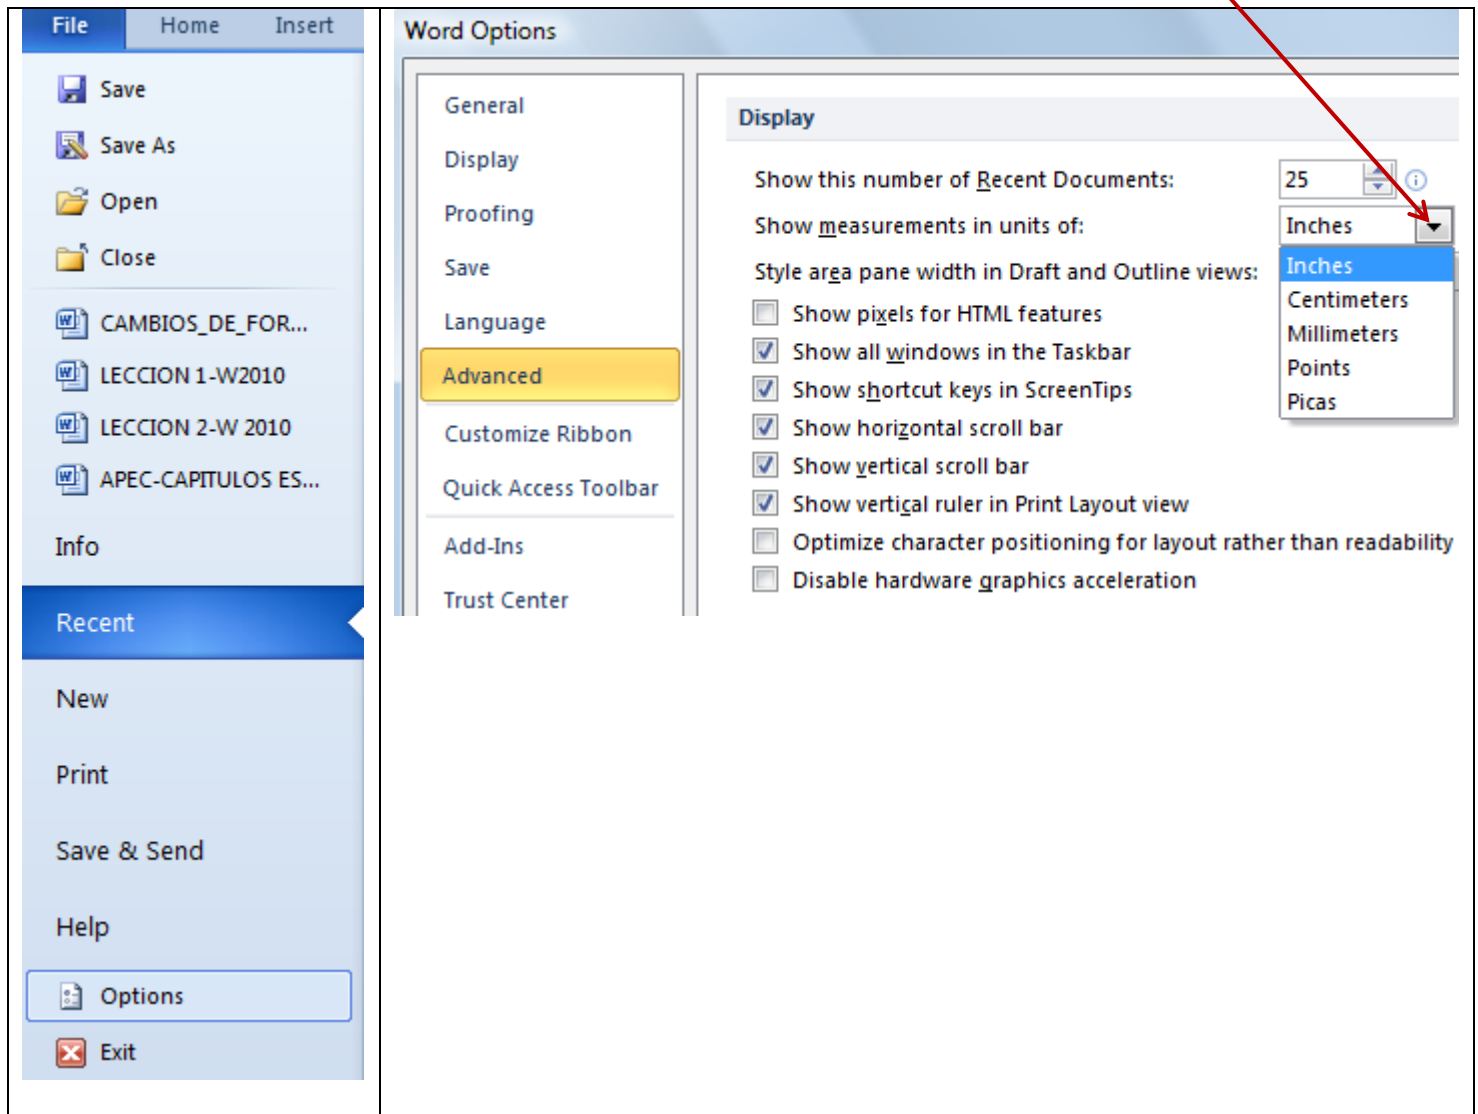 File Home Insert
Save
Save As
Open
Close
CAMBIOS_DE_FOR...
LECCION 1-W2010
LECCION 2-W 2010
APEC-CAPITULOS ES...
Info
Recent
New
Print
Save & Send
Help
Options
Exit
Word Options
General
Display
Proofing
Save
Language
Advanced
Customize Ribbon
Quick Access Toolbar
Add-Ins
Trust Center
Display
Show this number of Recent Documents: 25
Show measurements in units of: Inches
Style area pane width in Draft and Outline views:
Inches
Centimeters
Millimeters
Points
Picas
Show pixels for HTML features
Show all windows in the Taskbar
Show shortcut keys in ScreenTips
Show horizontal scroll bar
Show vertical scroll bar
Show vertical ruler in Print Layout view
Optimize character positioning for layout rather than readability
Disable hardware graphics acceleration